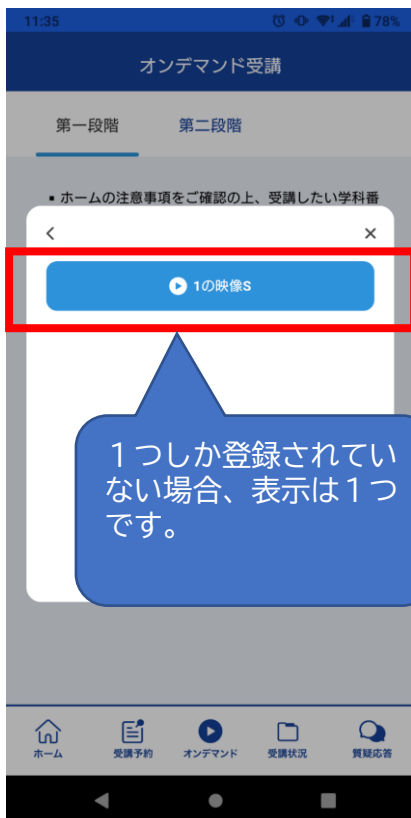 11:35
78%
オンデマンド受講
第一段階 第二段階
▪ ホームの注意事項をご確認の上、受講したい学科番
1の映像S
１つしか登録されてい
ない場合、表示は１つ
です。
ホーム 受講予約 オンデマンド 受講状況 質疑応答